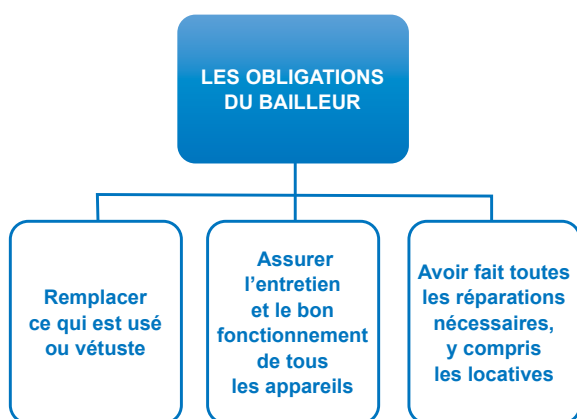 LES OBLIGATIONS
DU BAILLEUR
Remplacer
ce qui est usé
ou vétuste
Assurer
l’entretien
et le bon
fonctionnement
de tous
les appareils
Avoir fait toutes
les réparations
nécessaires,
y compris
les locatives